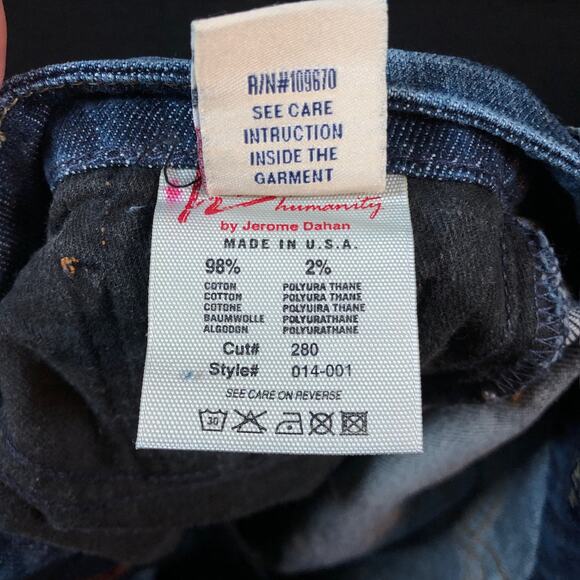 R/N#109670
SEE CARE
INTRUCTION
INSIDE THE
GARMENT
humanity
by Jerome Dahan
MADE IN U.S.A.
98% 2%
COTON POLYURA THANE
COTTON POLYURA THANE
COTONE POLYUIRA THANE
BAUMWOLLE POLYURATHANE
ALGODON POLYURATHANE
Cut# 280
Style# 014-001
SEE CARE ON REVERSE
30